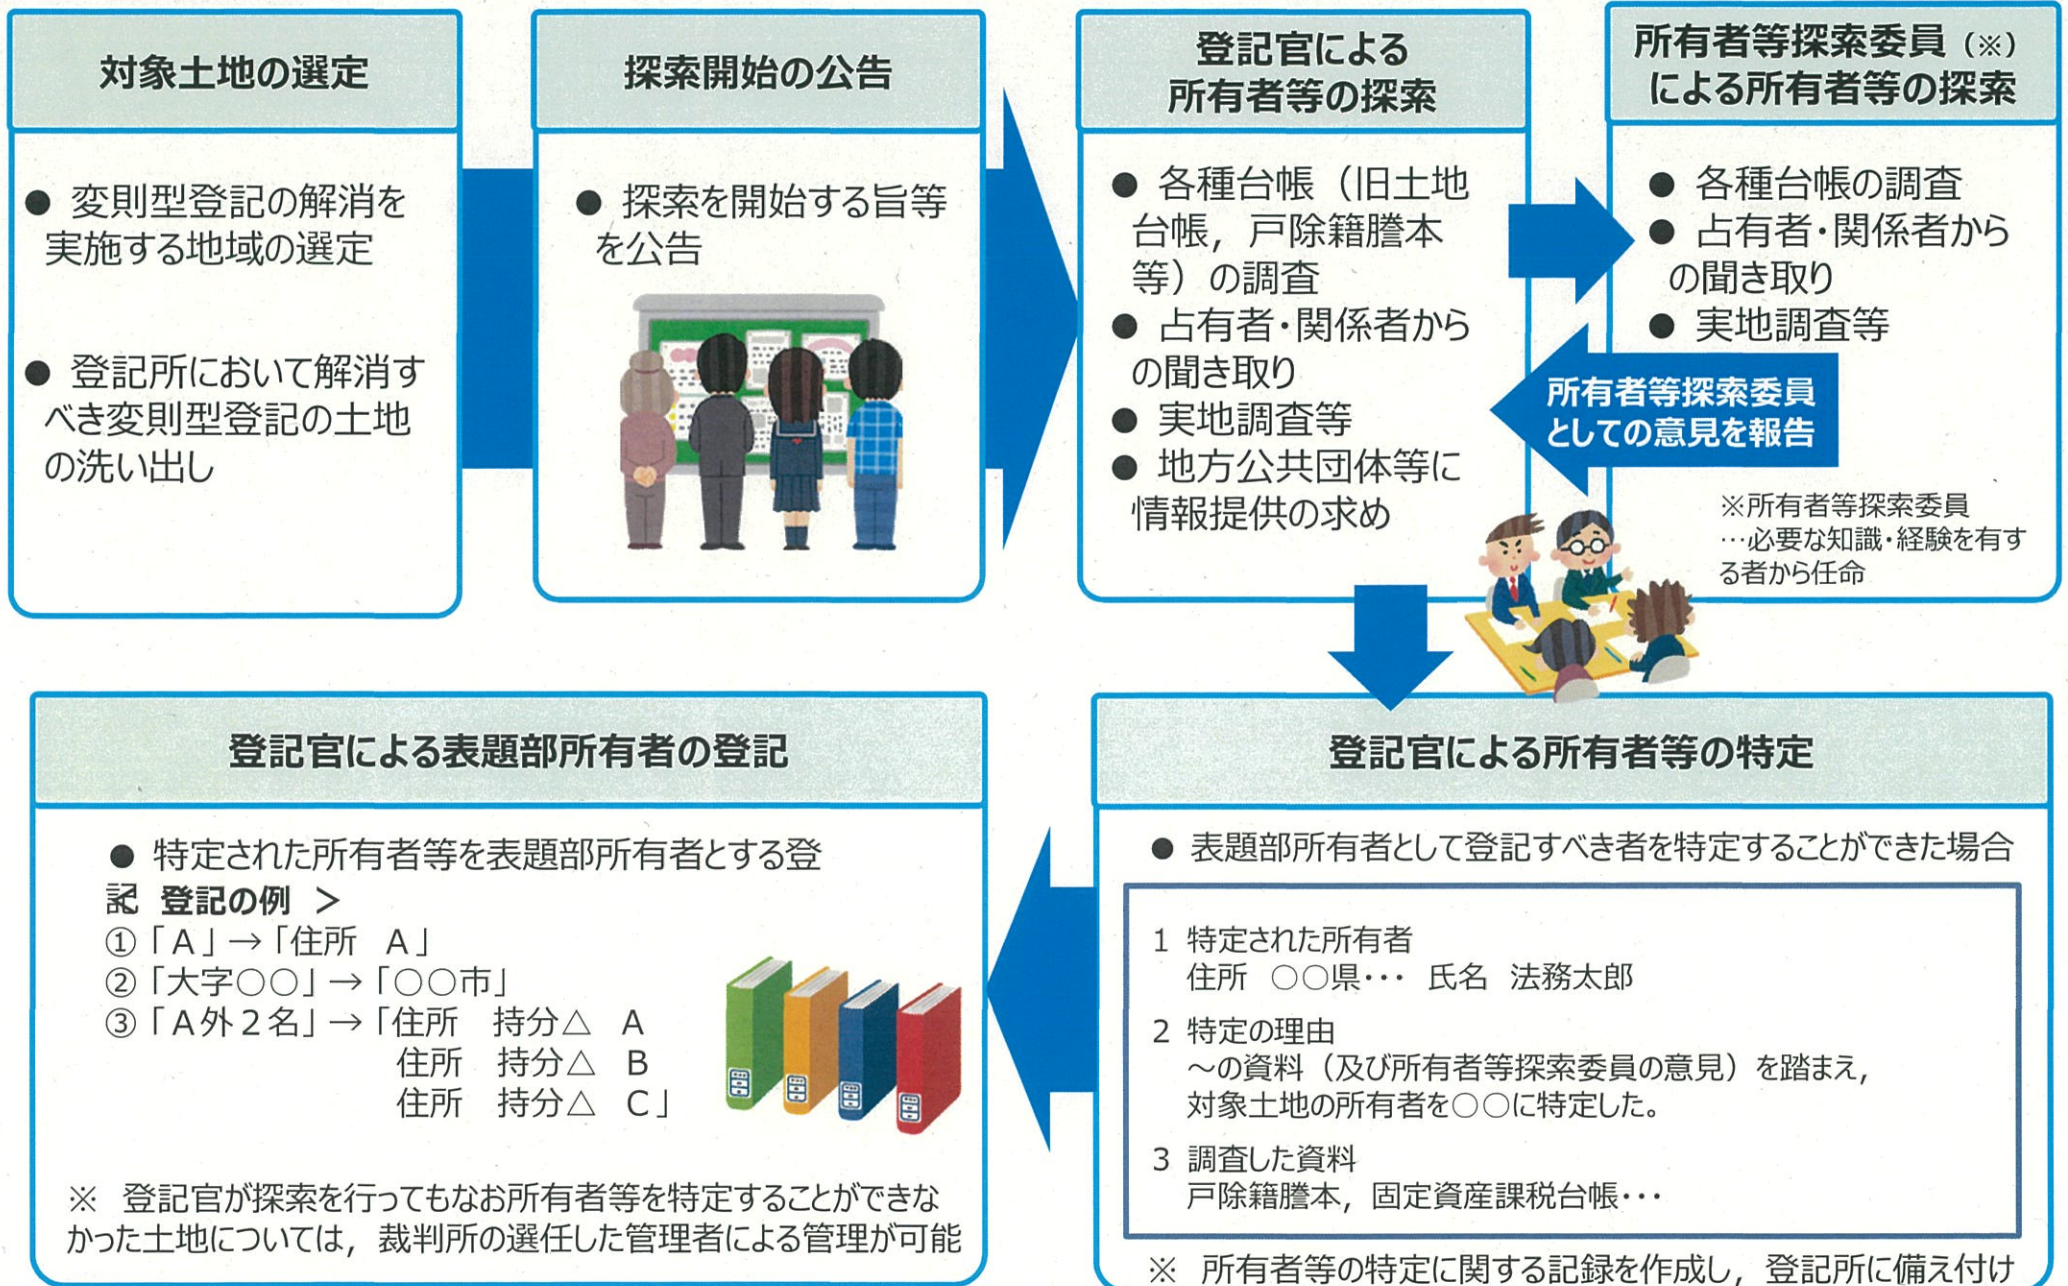 対象土地の選定
● 変則型登記の解消を
実施する地域の選定
● 登記所において解消す
べき変則型登記の土地
の洗い出し
探索開始の公告
● 探索を開始する旨等
を公告
登記官による
所有者等の探索
● 各種台帳（旧土地
台帳，戸除籍謄本
等）の調査
● 占有者・関係者から
の聞き取り
● 実地調査等
● 地方公共団体等に
情報提供の求め
所有者等探索委員（※）
による所有者等の探索
● 各種台帳の調査
● 占有者・関係者から
の聞き取り
● 実地調査等
所有者等探索委員
としての意見を報告
※所有者等探索委員
…必要な知識・経験を有す
る者から任命
登記官による所有者等の特定
● 表題部所有者として登記すべき者を特定することができた場合
1 特定された所有者
住所 ○○県・・・ 氏名 法務太郎
2 特定の理由
～の資料（及び所有者等探索委員の意見）を踏まえ，
対象土地の所有者を○○に特定した。
3 調査した資料
戸除籍謄本，固定資産課税台帳・・・
※ 所有者等の特定に関する記録を作成し，登記所に備え付け
登記官による表題部所有者の登記
● 特定された所有者等を表題部所有者とする登
記 登記の例 ＞
①「Ａ」→「住所 Ａ」
②「大字○○」→「○○市」
③「Ａ外２名」→「住所 持分△ Ａ
住所 持分△ Ｂ
住所 持分△ Ｃ」
※ 登記官が探索を行ってもなお所有者等を特定することができな
かった土地については，裁判所の選任した管理者による管理が可能